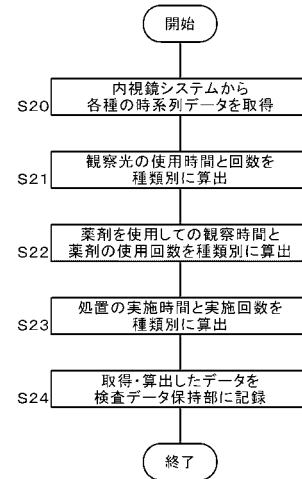 開始
内視鏡システムから
各種の時系列データを取得
S20
観察光の使用時間と回数を
種類別に算出
S21
薬剤を使用しての観察時間と
薬剤の使用回数を種類別に算出
S22
処置の実施時間と実施回数を
種類別に算出
S23
取得・算出したデータを
検査データ保持部に記録
S24
終了